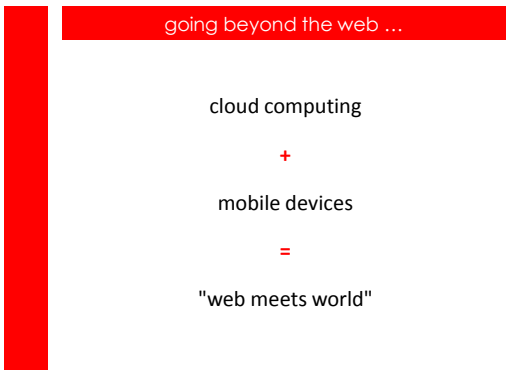 going beyond the web …
cloud computing
+
mobile devices
=
"web meets world"